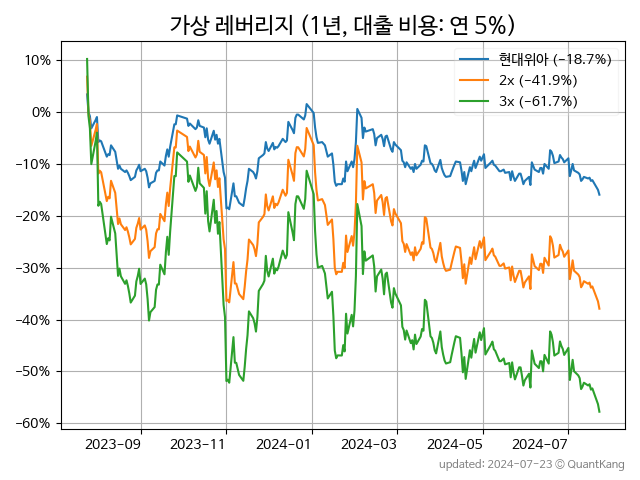 가상 레버리지 (1년, 대출 비용: 연 5%)
현대위아 (−18.7%)
2x (−41.9%)
3x (−61.7%)
10%
0%
−10%
−20%
−30%
−40%
−50%
−60%
2023-09
2023-11
2024-01
2024-03
2024-05
2024-07
updated: 2024-07-23 © QuantKang